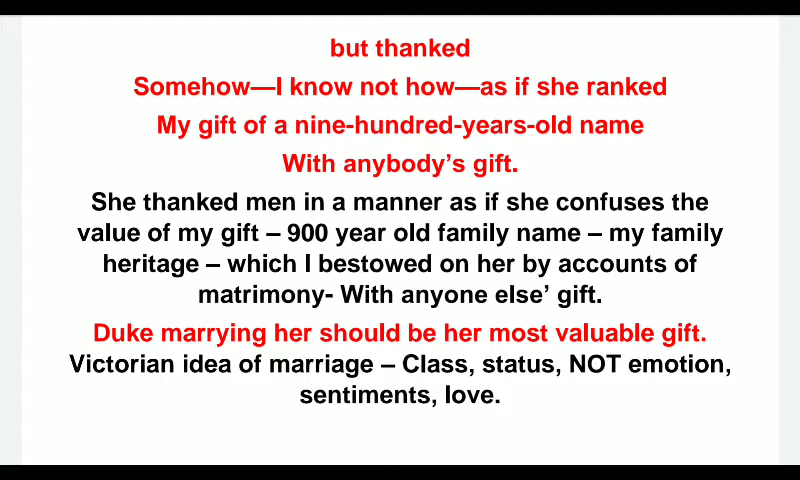 but thanked
Somehow—I know not how—as if she ranked
My gift of a nine-hundred-years-old name
With anybody’s gift.
She thanked men in a manner as if she confuses the
value of my gift – 900 year old family name – my family
heritage – which I bestowed on her by accounts of
matrimony- With anyone else’ gift.
Duke marrying her should be her most valuable gift.
Victorian idea of marriage – Class, status, NOT emotion,
sentiments, love.